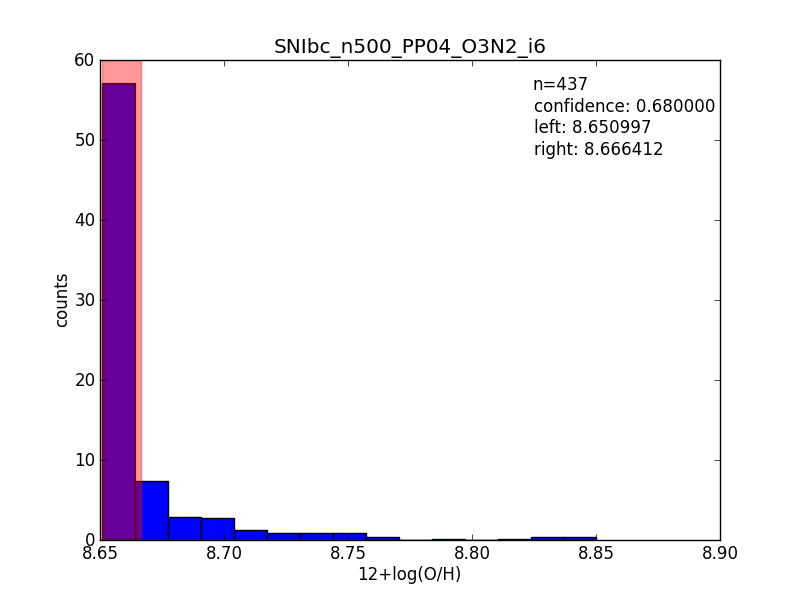 SNIbc_n500_PP04_O3N2_i6
n=437
confidence: 0.680000
left: 8.650997
right: 8.666412
60
50
40
30
20
10
0
counts
8.65 8.70 8.75 8.80 8.85 8.90
12+log(O/H)